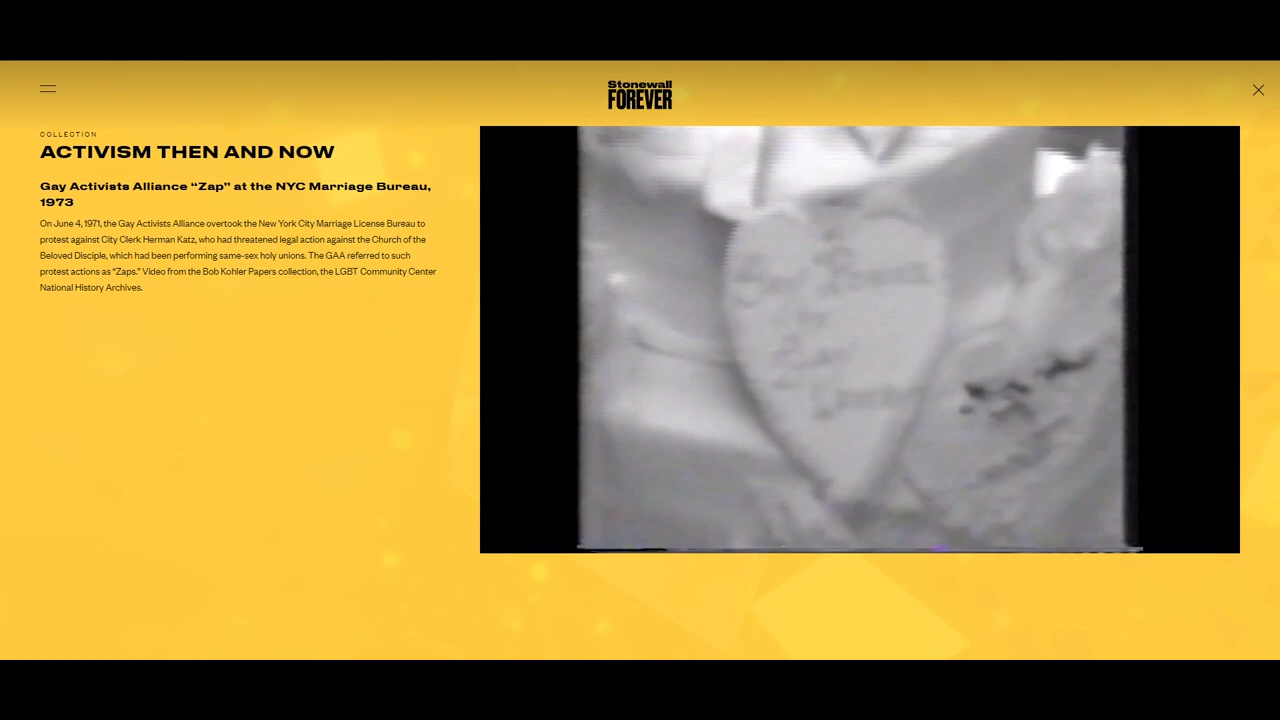 Stonewall
FOREVER
COLLECTION
ACTIVISM THEN AND NOW
Gay Activists Alliance “Zap” at the NYC Marriage Bureau,
1973
On June 4, 1971, the Gay Activists Alliance overtook the New York City Marriage License Bureau to
protest against City Clerk Herman Katz, who had threatened legal action against the Church of the
Beloved Disciple, which had been performing same-sex holy unions. The GAA referred to such
protest actions as “Zaps.” Video from the Bob Kohler Papers collection, the LGBT Community Center
National History Archives.